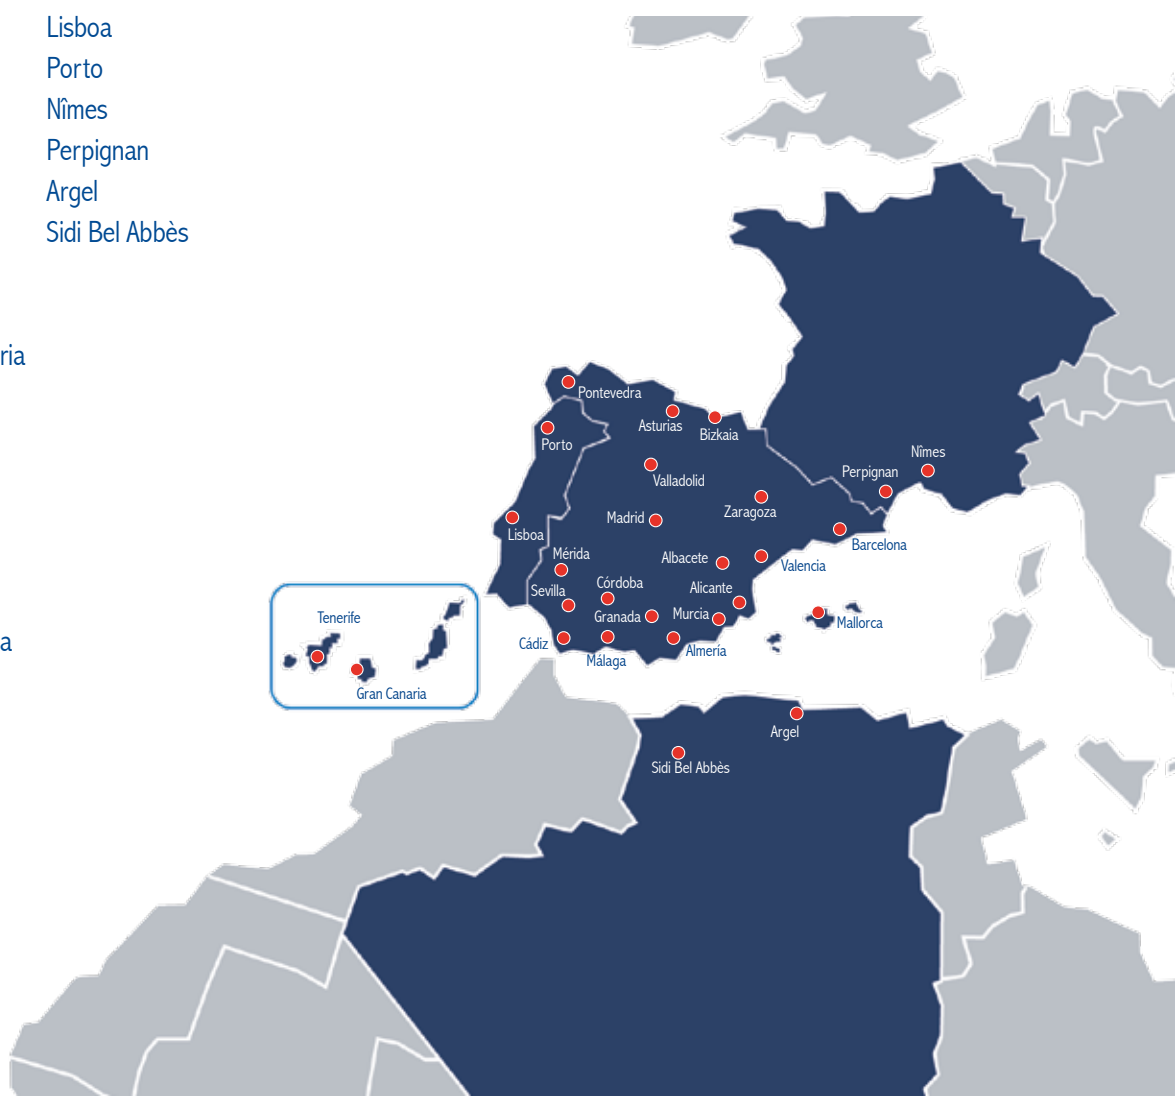 Lisboa
Porto
Nîmes
Perpignan
Argel
Sidi Bel Abbès
ria
a
Pontevedra
Asturias
Bizkaia
Porto
Nîmes
Perpignan
Valladolid
Zaragoza
Madrid
Lisboa
Barcelona
Mérida
Albacete
Valencia
Córdoba
Sevilla
Alicante
Granada
Murcia
Tenerife
Mallorca
Cádiz
Almería
Málaga
Gran Canaria
Argel
Sidi Bel Abbès